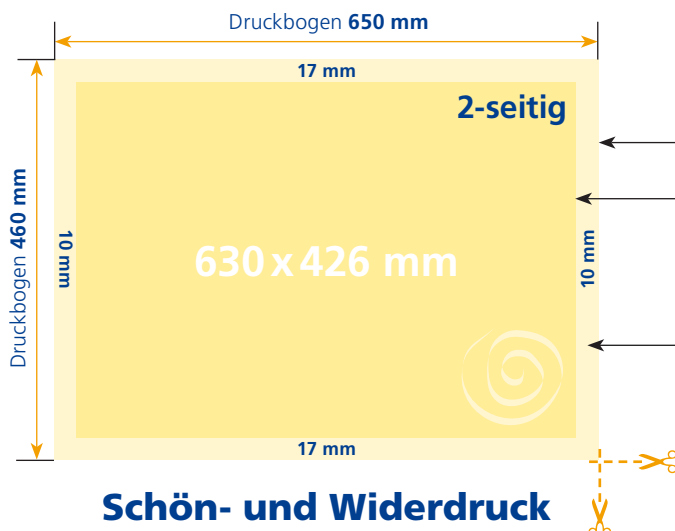 Druckbogen 650 mm
17 mm
2-seitig
Druckbogen 460 mm
10 mm
630 x 426 mm
10 mm
17 mm
Schön- und Widerdruck